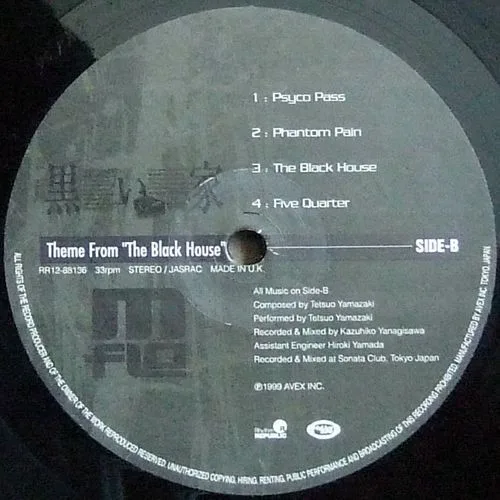 1 : Psyco Pass
2 : Phantom Pain
3 : The Black House
4 : Five Quarter
黒い家
Theme From "The Black House"
SIDE-B
RR12-88136 33rpm STEREO / JASRAC MADE IN U.K.
All Music on Side-B
Composed by Tetsuo Yamazaki
Performed by Tetsuo Yamazaki
Recorded & Mixed by Kazuhiko Yanagisawa
Assistant Engineer Hiroki Yamada
Recorded & Mixed at Sonata Club, Tokyo Japan
℗1999 AVEX INC.
m-flo
Rhythm REPUBLIC
ALL RIGHTS OF THE RECORD PRODUCER AND OF THE OWNER OF THE WORK REPRODUCED RESERVED. UNAUTHORIZED COPYING, HIRING, RENTING, PUBLIC PERFORMANCE AND BROADCASTING OF THIS RECORDING PROHIBITED. MANUFACTURED BY AVEX INC. TOKYO, JAPAN